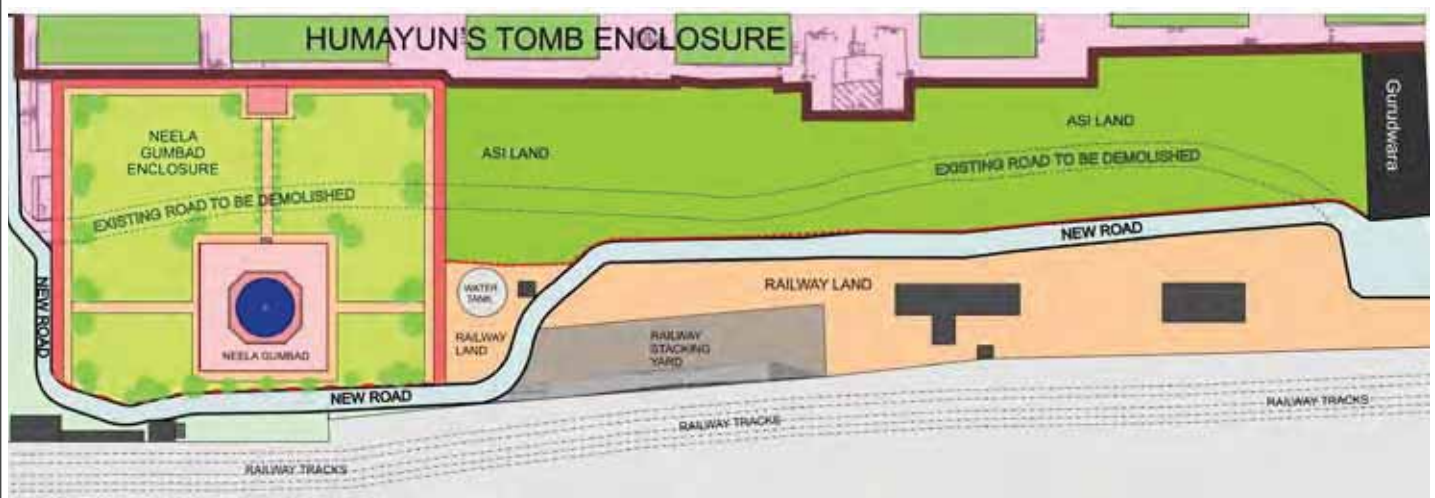 HUMAYUN'S TOMB ENCLOSURE
NEELA
GUMBAD
ENCLOSURE
ASI LAND
ASI LAND
Gurudwara
EXISTING ROAD TO BE DEMOLISHED
EXISTING ROAD TO BE DEMOLISHED
NEW ROAD
NEW ROAD
WATER
TANK
RAILWAY LAND
RAILWAY
LAND
RAILWAY
STACKING
YARD
NEELA GUMBAD
NEW ROAD
RAILWAY TRACKS
RAILWAY TRACKS
RAILWAY TRACKS